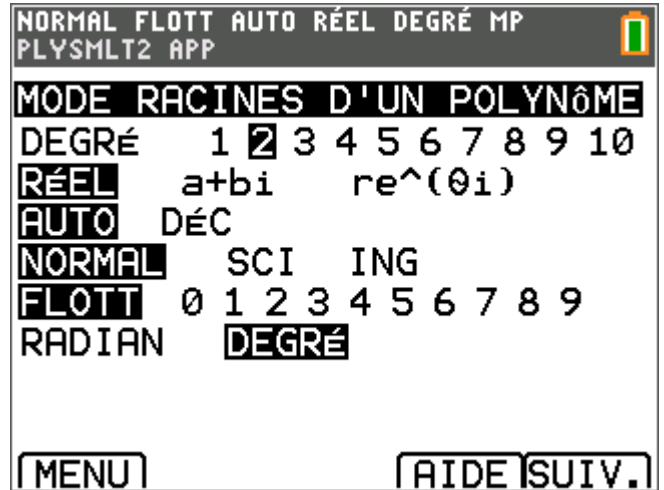 NORMAL FLOTT AUTO RÉEL DEGRÉ MP
PLYSMLT2 APP
MODE RACINES D'UN POLYNôME
DEGRÉ 1 2 3 4 5 6 7 8 9 10
RÉEL a+bi re^(θi)
AUTO DÉC
NORMAL SCI ING
FLOTT 0 1 2 3 4 5 6 7 8 9
RADIAN DEGRÉ
MENU AIDE SUIV.